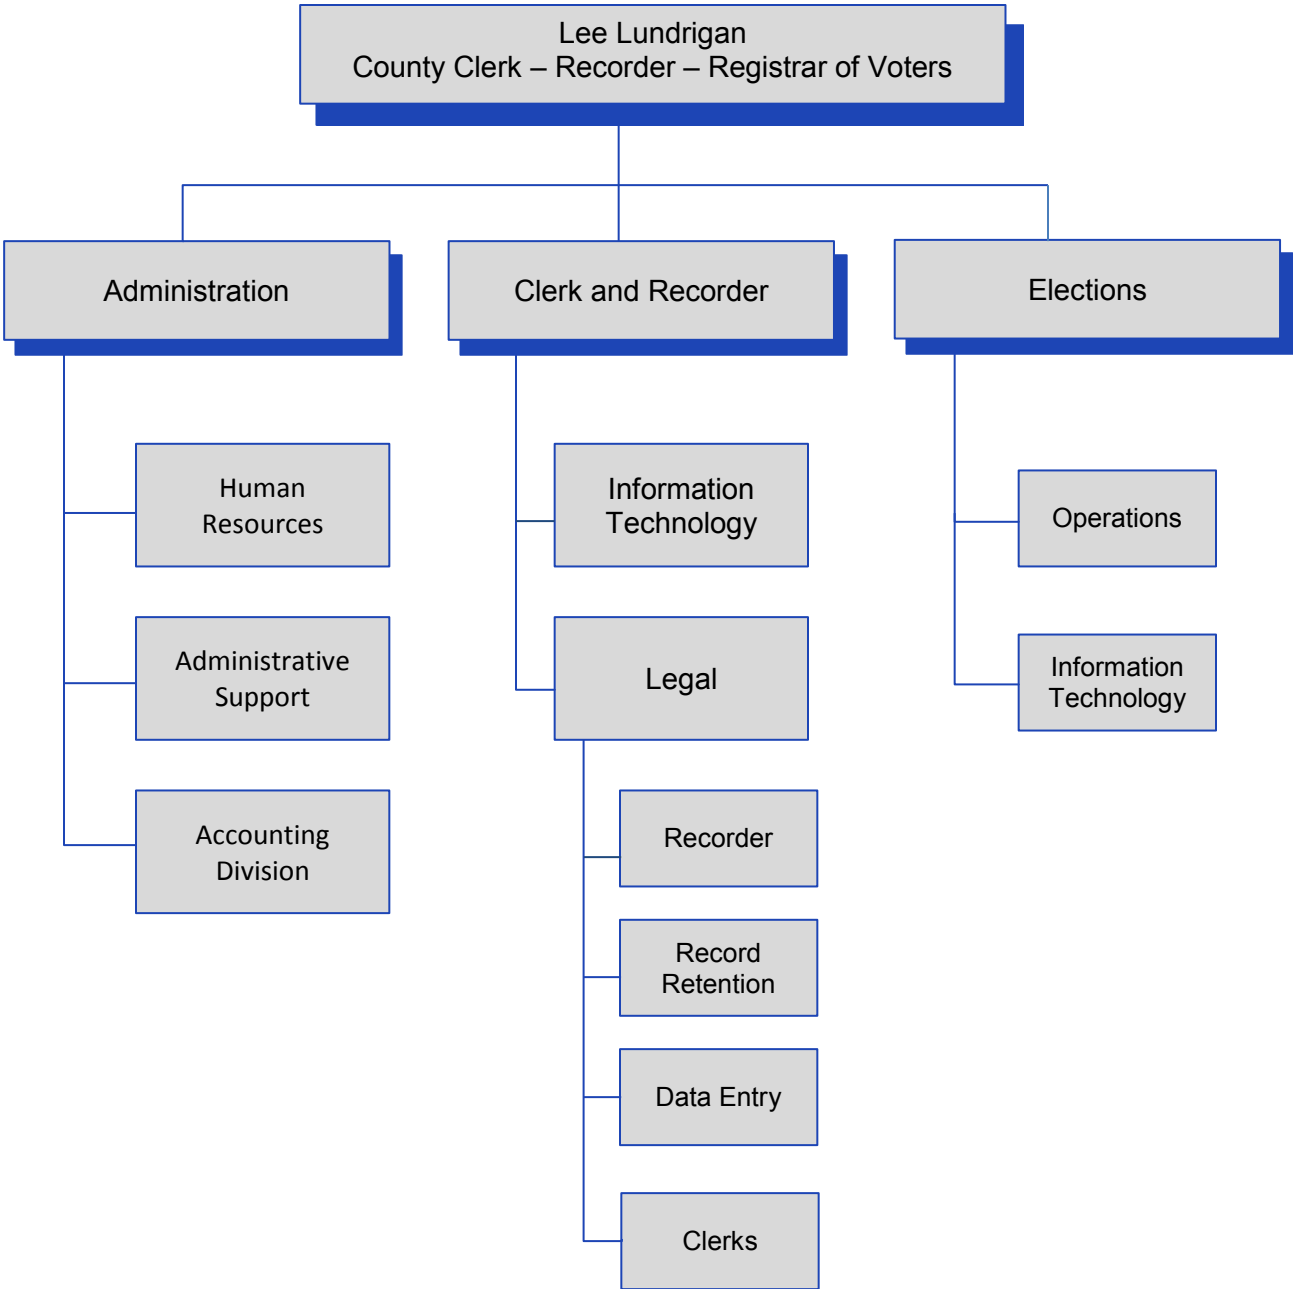 Lee Lundrigan
County Clerk – Recorder – Registrar of Voters
Administration
Clerk and Recorder
Elections
Human
Resources
Administrative
Support
Accounting
Division
Information
Technology
Legal
Recorder
Record
Retention
Data Entry
Clerks
Operations
Information
Technology